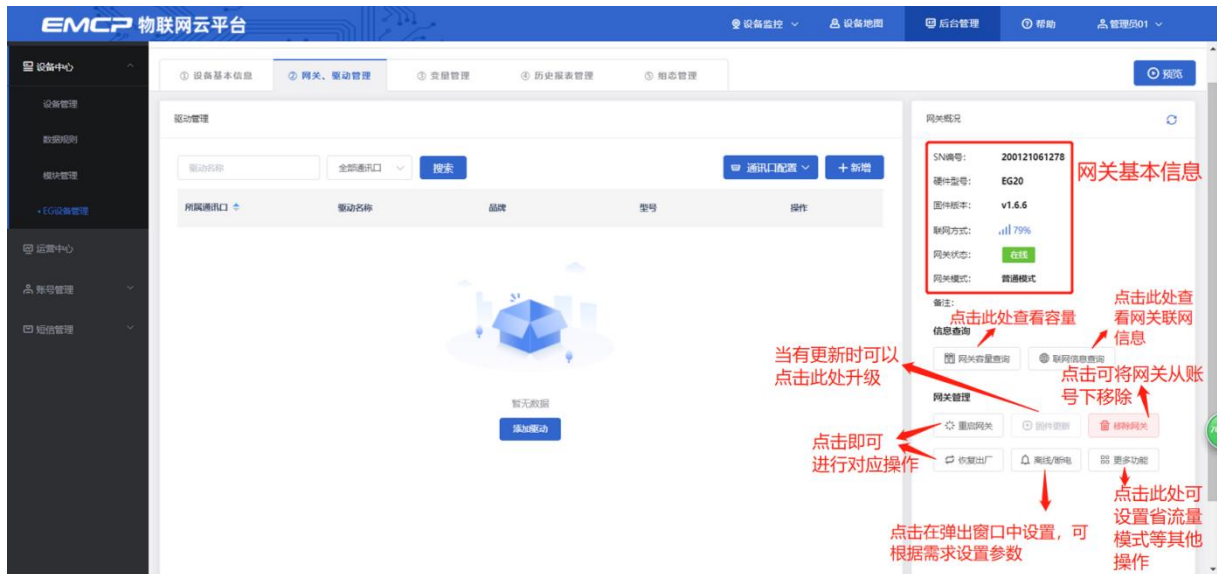 EMCP 物联网云平台
设备监控
设备地图
后台管理
帮助
管理员01
设备中心
设备管理
数据规则
模块管理
•EG设备管理
运营中心
账号管理
短信管理
① 设备基本信息
② 网关、驱动管理
③ 变量管理
④ 历史报表管理
⑤ 组态管理
预览
驱动管理
驱动名称
全部通讯口
搜索
通讯口配置
+新增
所属通讯口
驱动名称
品牌
型号
操作
暂无数据
添加驱动
网关概况
SN编号: 200121061278
硬件型号: EG20
固件版本: v1.6.6
联网方式: 79%
网关状态: 在线
网关模式: 普通模式
网关基本信息
备注:
点击此处查看容量
点击此处查
看网关联网
信息
信息查询
网关容量查询
联网信息查询
当有更新时可以
点击此处升级
点击可将网关从账
号下移除
网关管理
重启网关
固件更新
移除网关
点击即可
进行对应操作
恢复出厂
离线/断电
更多功能
点击在弹出窗口中设置，可
根据需求设置参数
点击此处可
设置省流量
模式等其他
操作